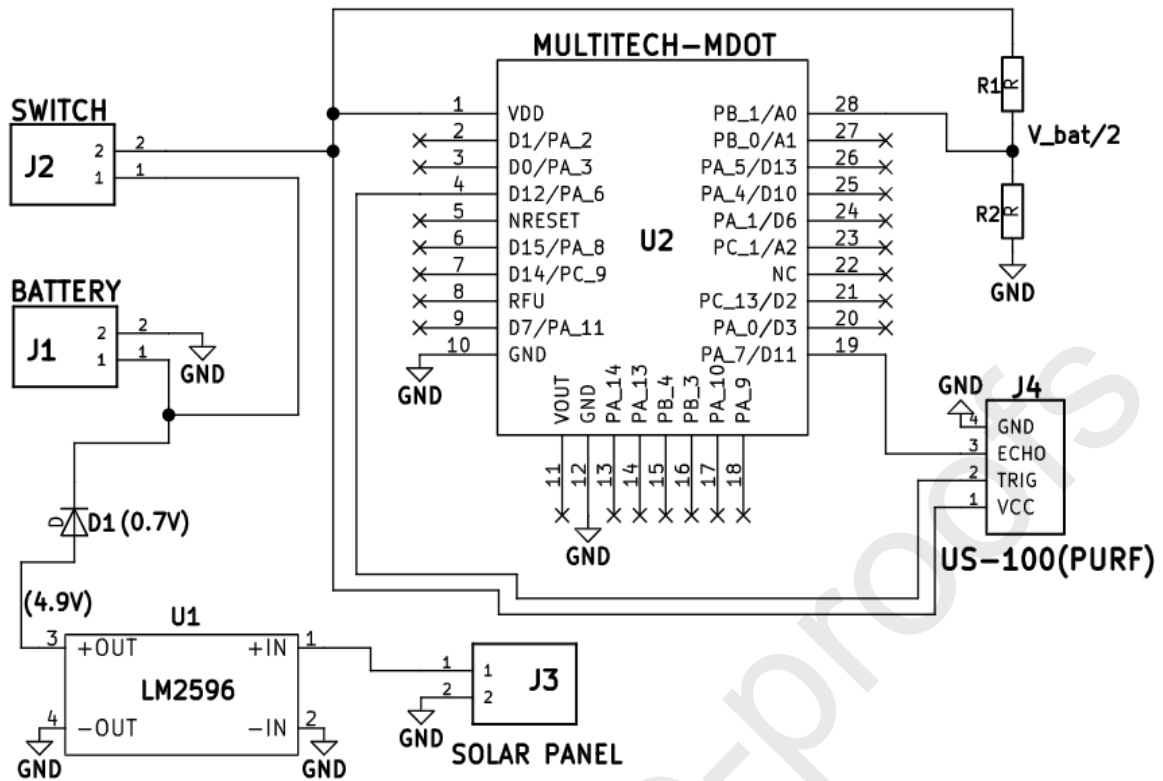 MULTITECH-MDOT
U2
1 VDD
2 D1/PA_2
3 D0/PA_3
4 D12/PA_6
5 NRESET
6 D15/PA_8
7 D14/PC_9
8 RFU
9 D7/PA_11
10 GND
GND
PB_1/A0 28
PB_0/A1 27
PA_5/D13 26
PA_4/D10 25
PA_1/D6 24
PC_1/A2 23
NC 22
PC_13/D2 21
PA_0/D3 20
PA_7/D11 19
VOUT 11
GND 12
PA_14 13
PA_13 14
PB_4 15
PB_3 16
PA_10 17
PA_9 18
GND
SWITCH
J2
2 2
1 1
BATTERY
J1
2 2
1 1
GND
D D1(0.7V)
(4.9V)
U1
LM2596
3 +OUT
+IN 1
4 -OUT
-IN 2
GND
GND
1 1
2 2
J3
GND
SOLAR PANEL
R1 R
V_bat/2
R2 R
GND
GND
J4
4 GND
3 ECHO
2 TRIG
1 VCC
US-100(PURF)
-proofs